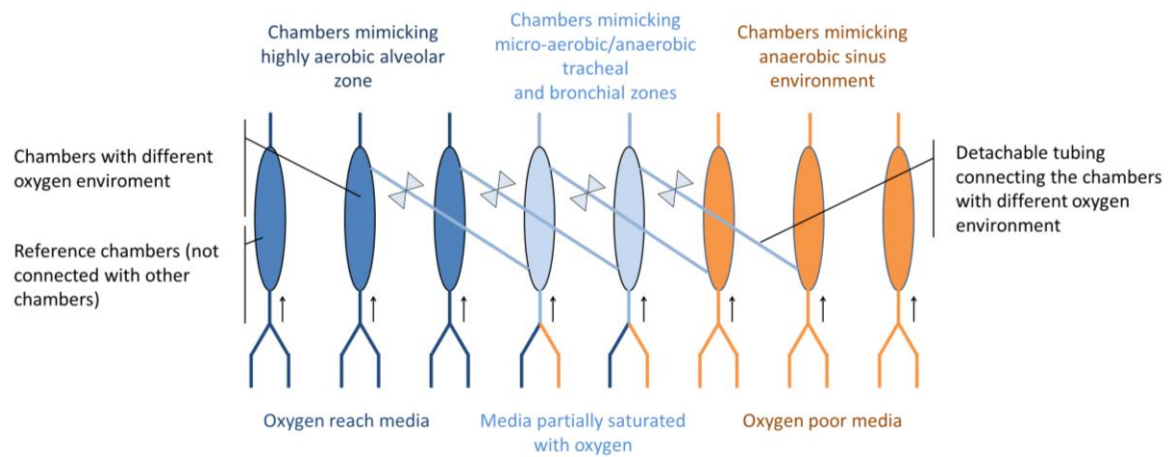 Chambers mimicking
highly aerobic alveolar
zone
Chambers mimicking
micro-aerobic/anaerobic
tracheal
and bronchial zones
Chambers mimicking
anaerobic sinus
environment
Chambers with different
oxygen enviroment
Reference chambers (not
connected with other
chambers)
Detachable tubing
connecting the chambers
with different oxygen
environment
Oxygen reach media
Media partially saturated
with oxygen
Oxygen poor media